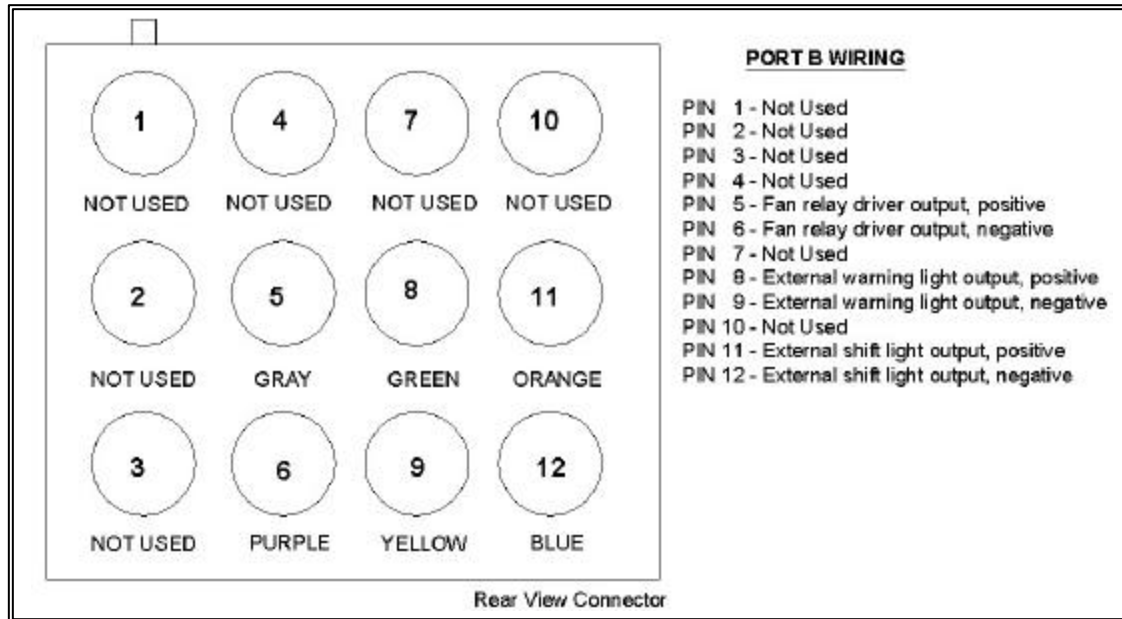 PORT B WIRING
1 4 7 10
NOT USED NOT USED NOT USED NOT USED
2 5 8 11
NOT USED GRAY GREEN ORANGE
3 6 9 12
NOT USED PURPLE YELLOW BLUE
Rear View Connector
PIN 1 - Not Used
PIN 2 - Not Used
PIN 3 - Not Used
PIN 4 - Not Used
PIN 5 - Fan relay driver output, positive
PIN 6 - Fan relay driver output, negative
PIN 7 - Not Used
PIN 8 - External warning light output, positive
PIN 9 - External warning light output, negative
PIN 10 - Not Used
PIN 11 - External shift light output, positive
PIN 12 - External shift light output, negative